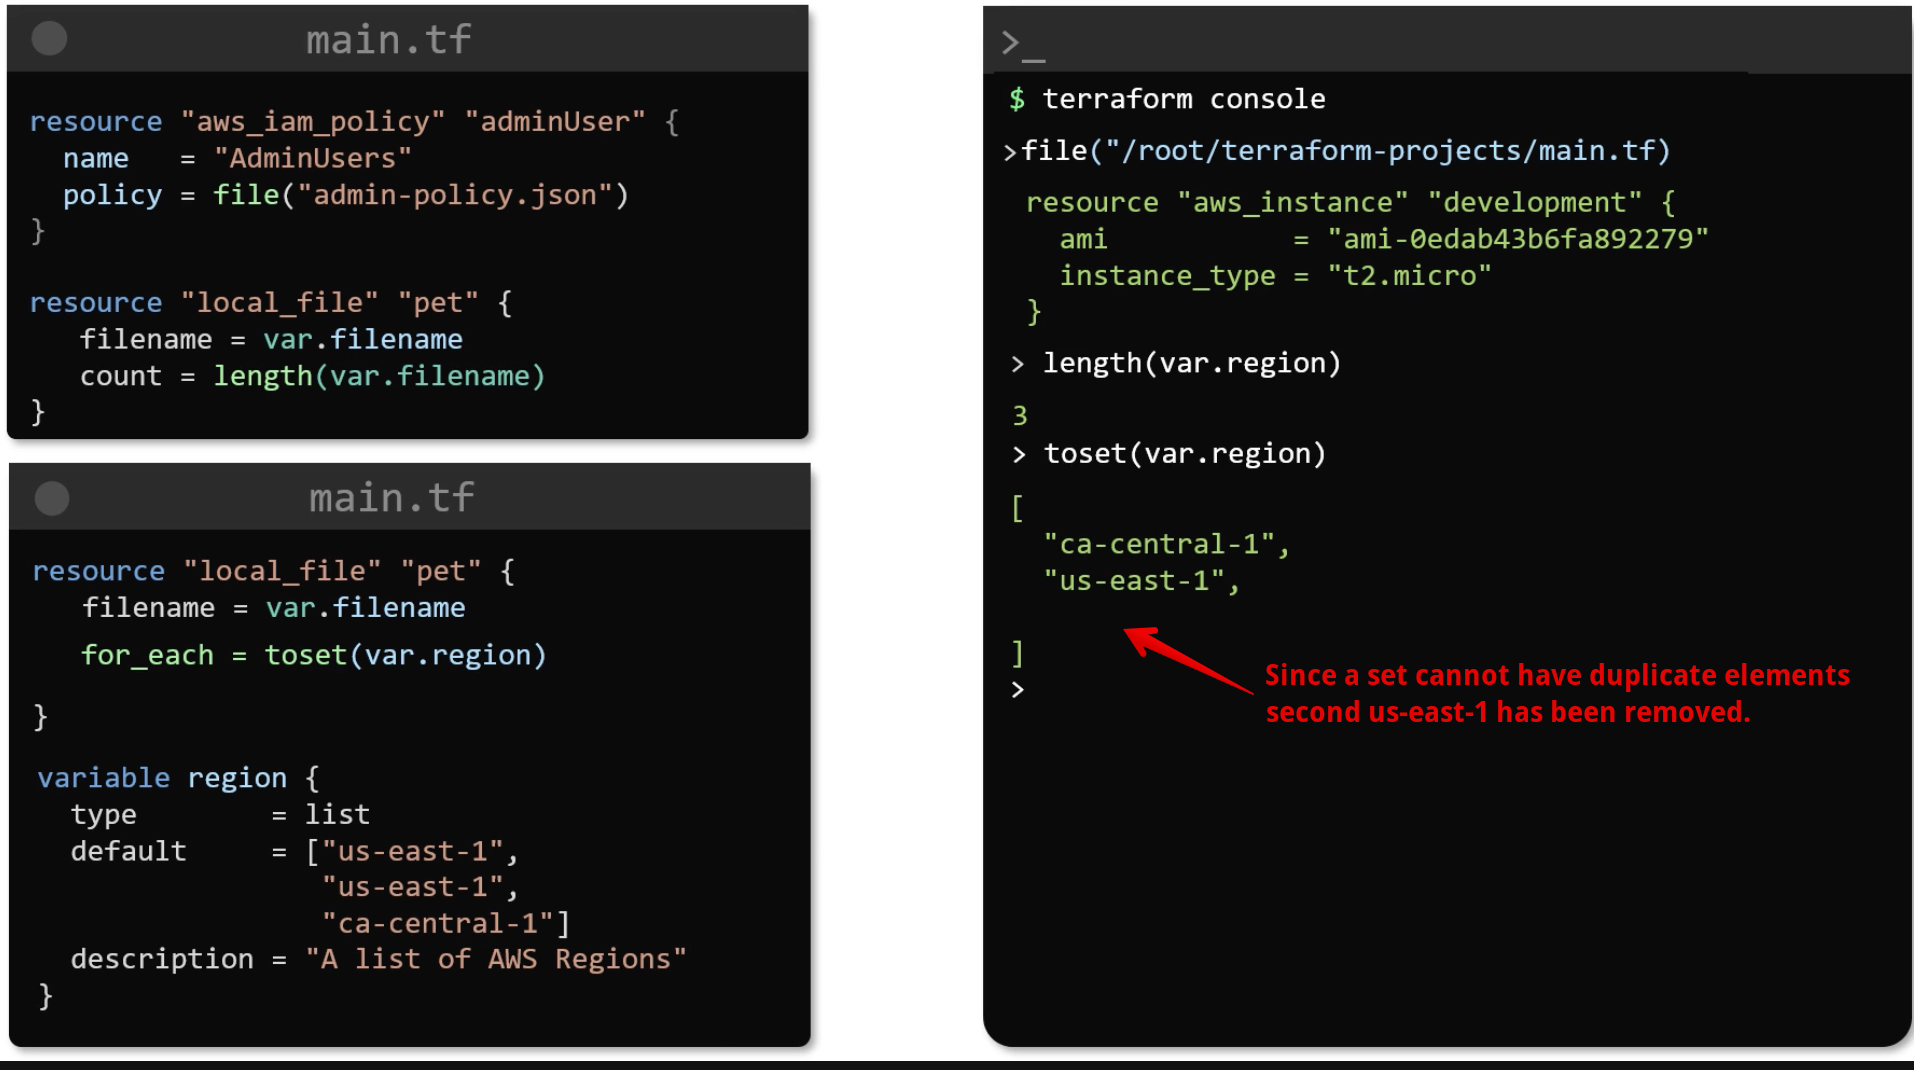 main.tf
resource "aws_iam_policy" "adminUser" {
  name   = "AdminUsers"
  policy = file("admin-policy.json")
}
resource "local_file" "pet" {
   filename = var.filename
   count = length(var.filename)
}
main.tf
resource "local_file" "pet" {
   filename = var.filename
   for_each = toset(var.region)
}
variable region {
  type        = list
  default     = ["us-east-1",
                 "us-east-1",
                 "ca-central-1"]
  description = "A list of AWS Regions"
}
>_
$ terraform console
>file("/root/terraform-projects/main.tf)
resource "aws_instance" "development" {
  ami           = "ami-0edab43b6fa892279"
  instance_type = "t2.micro"
}
> length(var.region)
3
> toset(var.region)
[
  "ca-central-1",
  "us-east-1",
]
>
Since a set cannot have duplicate elements
second us-east-1 has been removed.